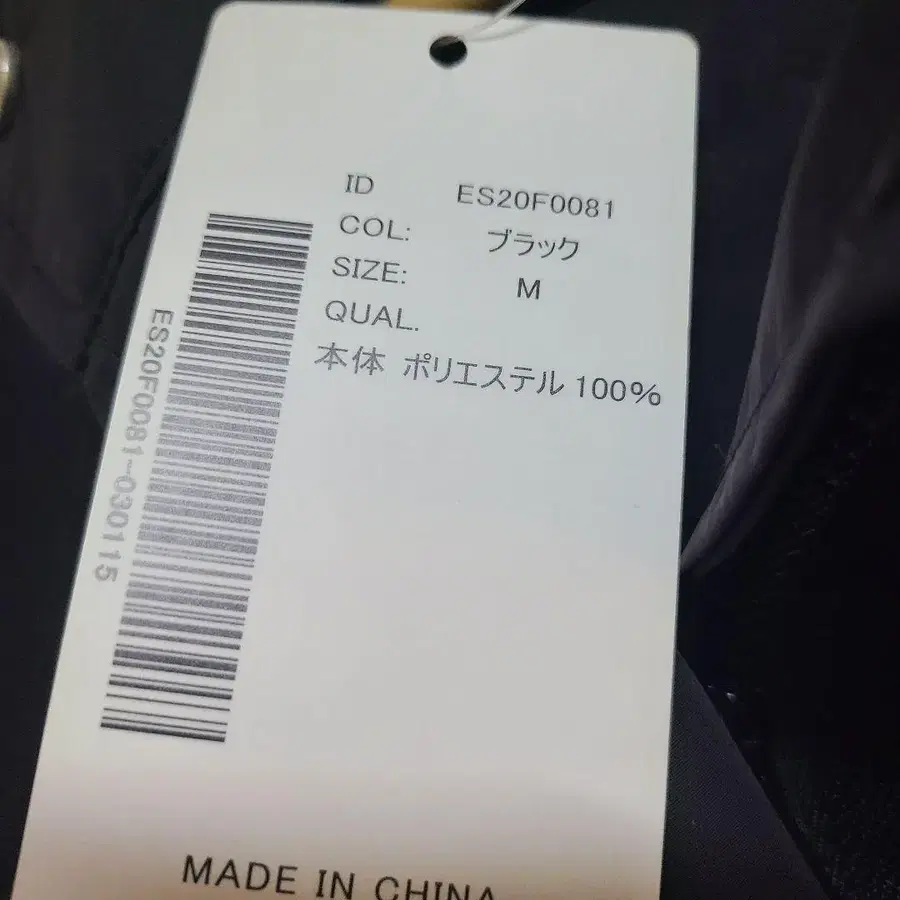 ID ES20F0081
COL: ブラック
SIZE: M
QUAL.
本体 ポリエステル 100%
ES20F0081-030115
MADE IN CHINA